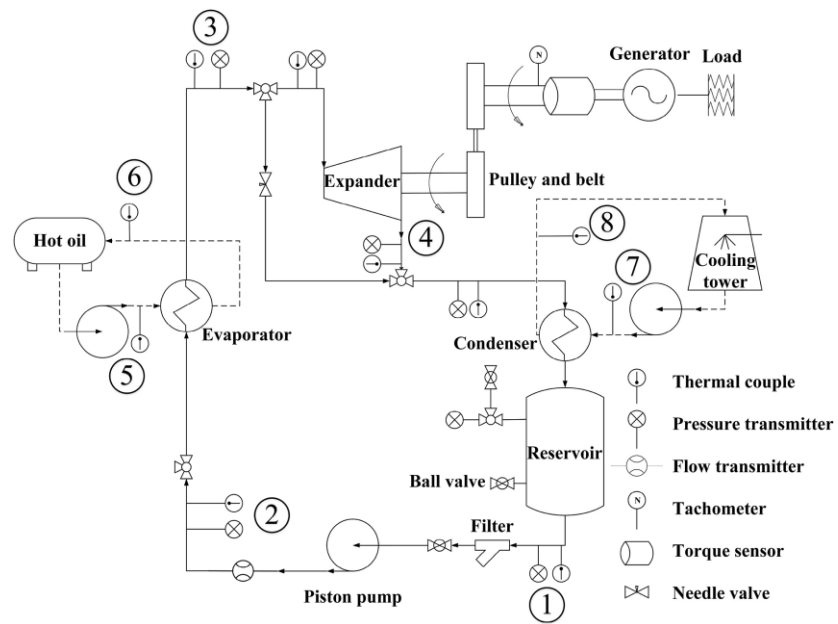 3
N
Generator
Load
6
Expander
Pulley and belt
Hot oil
4
8
7
Cooling
tower
Evaporator
5
Condenser
Thermal couple
Pressure transmitter
Reservoir
Flow transmitter
Ball valve
2
N
Tachometer
Filter
Torque sensor
Piston pump
1
Needle valve